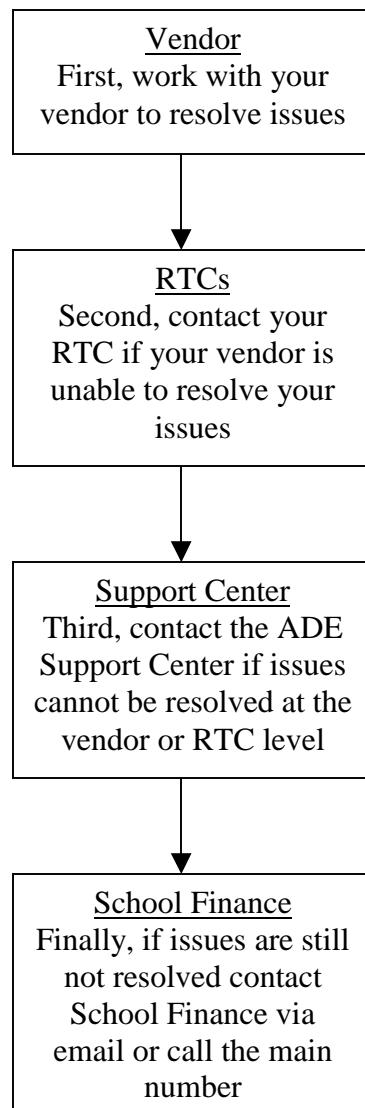 Vendor
First, work with your
vendor to resolve issues
RTCs
Second, contact your
RTC if your vendor is
unable to resolve your
issues
Support Center
Third, contact the ADE
Support Center if issues
cannot be resolved at the
vendor or RTC level
School Finance
Finally, if issues are still
not resolved contact
School Finance via
email or call the main
number